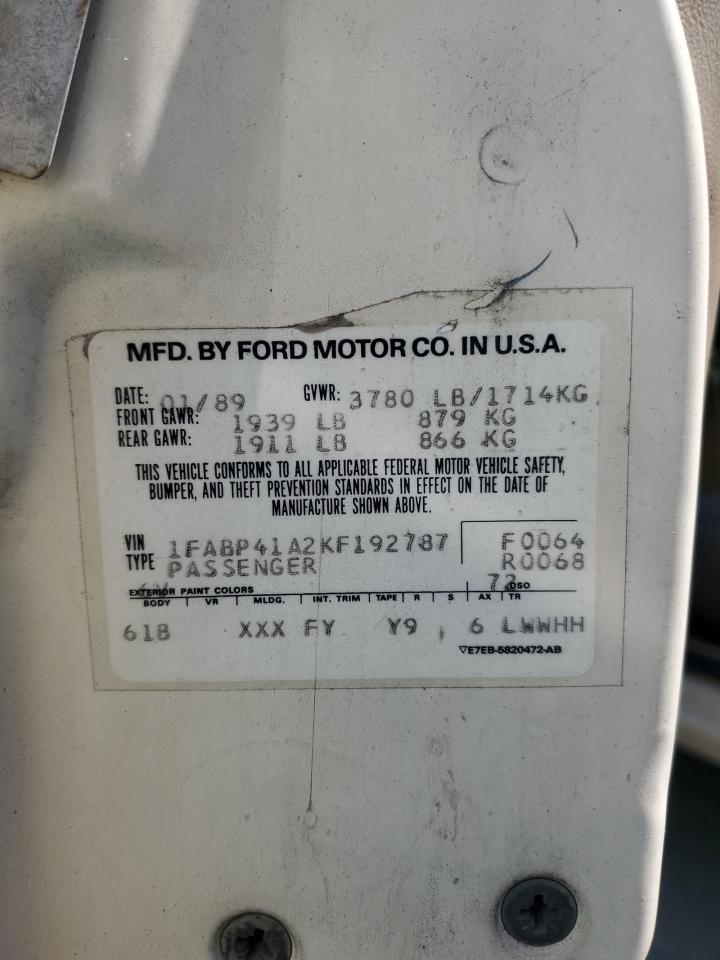 MFD. BY FORD MOTOR CO. IN U.S.A.
DATE: 01/89 GVWR: 3780 LB/1714KG
FRONT GAWR: 1939 LB 879 KG
REAR GAWR: 1911 LB 866 KG
THIS VEHICLE CONFORMS TO ALL APPLICABLE FEDERAL MOTOR VEHICLE SAFETY,
BUMPER, AND THEFT PREVENTION STANDARDS IN EFFECT ON THE DATE OF
MANUFACTURE SHOWN ABOVE.
VIN 1FABP41A2KF192787 F0064
TYPE PASSENGER R0068
EXTERIOR PAINT COLORS DSO
BODY VR MLDG. INT. TRIM TAPE R S AX TR
61B XXX FY Y9 6 LWWHH
▽E7EB-5820472-AB